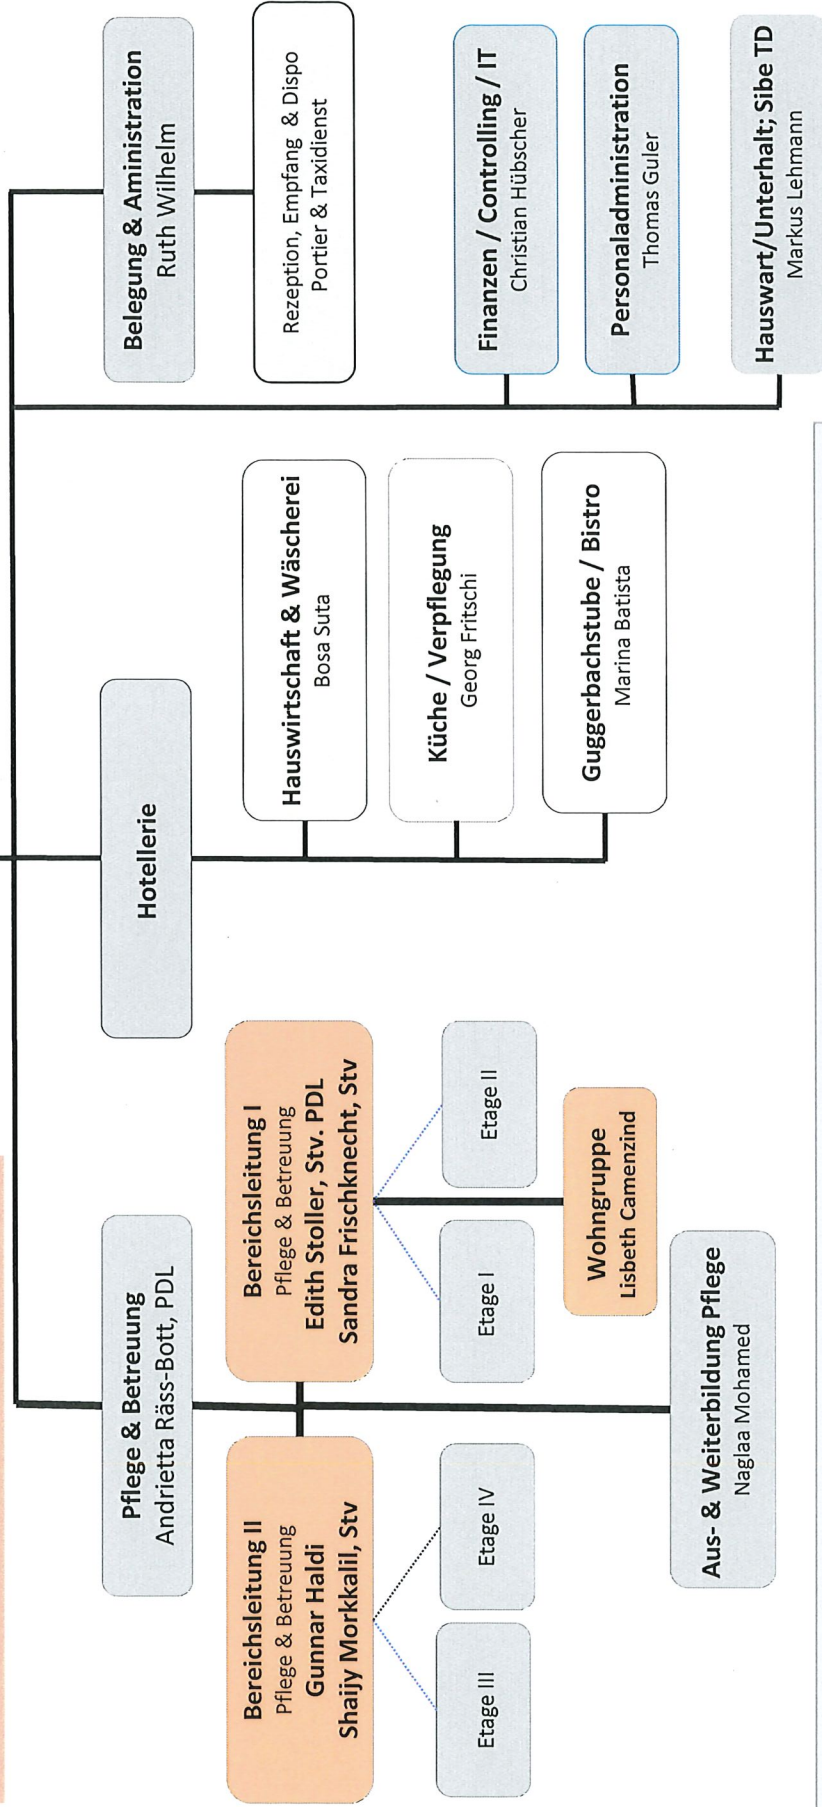 Pflege & Betreuung
Andrietta Räss-Bott, PDL
Hotellerie
Belegung & Aministration
Ruth Wilhelm
Bereichsleitung II
Pflege & Betreuung
Gunnar Haldi
Shaijy Morkkalil, Stv
Bereichsleitung I
Pflege & Betreuung
Edith Stoller, Stv. PDL
Sandra Frischknecht, Stv
Etage III
Etage IV
Etage I
Etage II
Wohngruppe
Lisbeth Camenzind
Aus- & Weiterbildung Pflege
Naglaa Mohamed
Hauswirtschaft & Wäscherei
Bosa Suta
Küche / Verpflegung
Georg Fritschi
Guggerbachstube / Bistro
Marina Batista
Rezeption, Empfang & Dispo
Portier & Taxidienst
Finanzen / Controlling / IT
Christian Hübscher
Personaladministration
Thomas Guler
Hauswart/Unterhalt; Sibe TD
Markus Lehmann